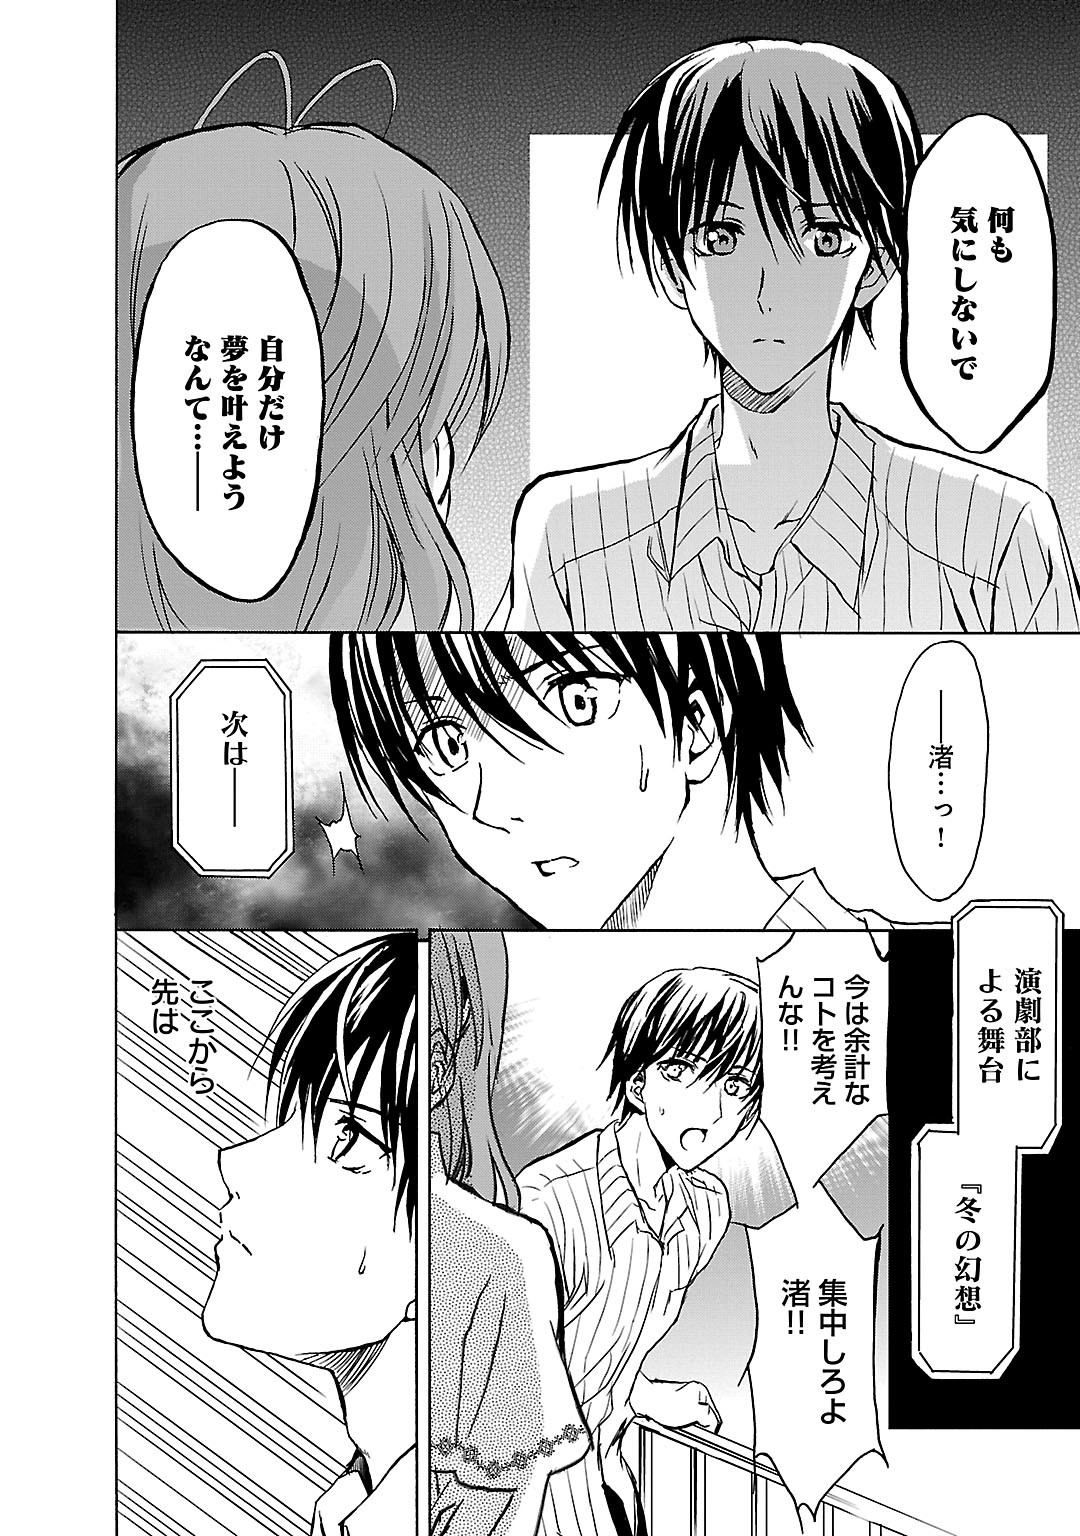 何も
気にしないで
自分だけ
夢を叶えよう
なんて…――
――渚…っ！
次は――
演劇部に
よる舞台
『冬の幻想』
今は余計な
コトを考え
んな!!
集中しろよ
渚!!
ここから
先は